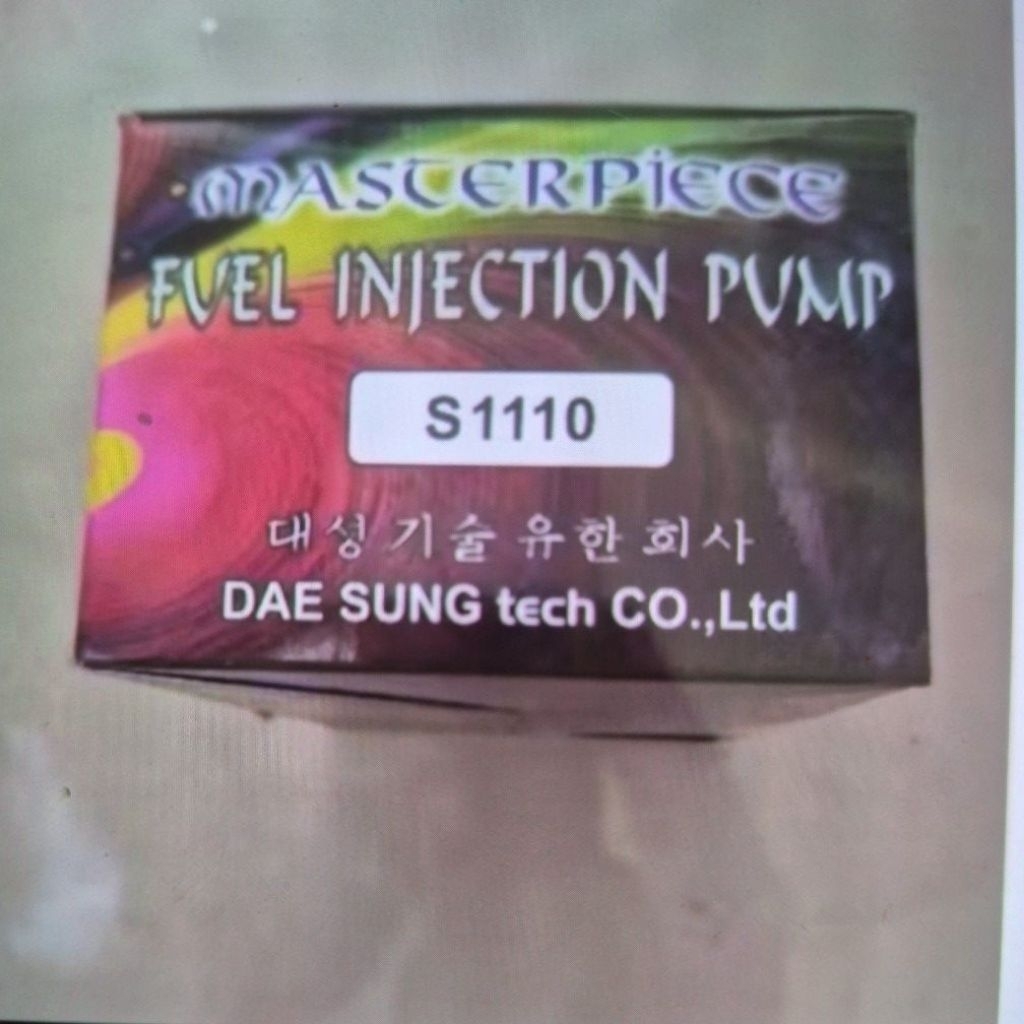 MASTERPiECE
FUEL INJECTION PUMP
S1110
대성기술유한회사
DAE SUNG tech CO.,Ltd